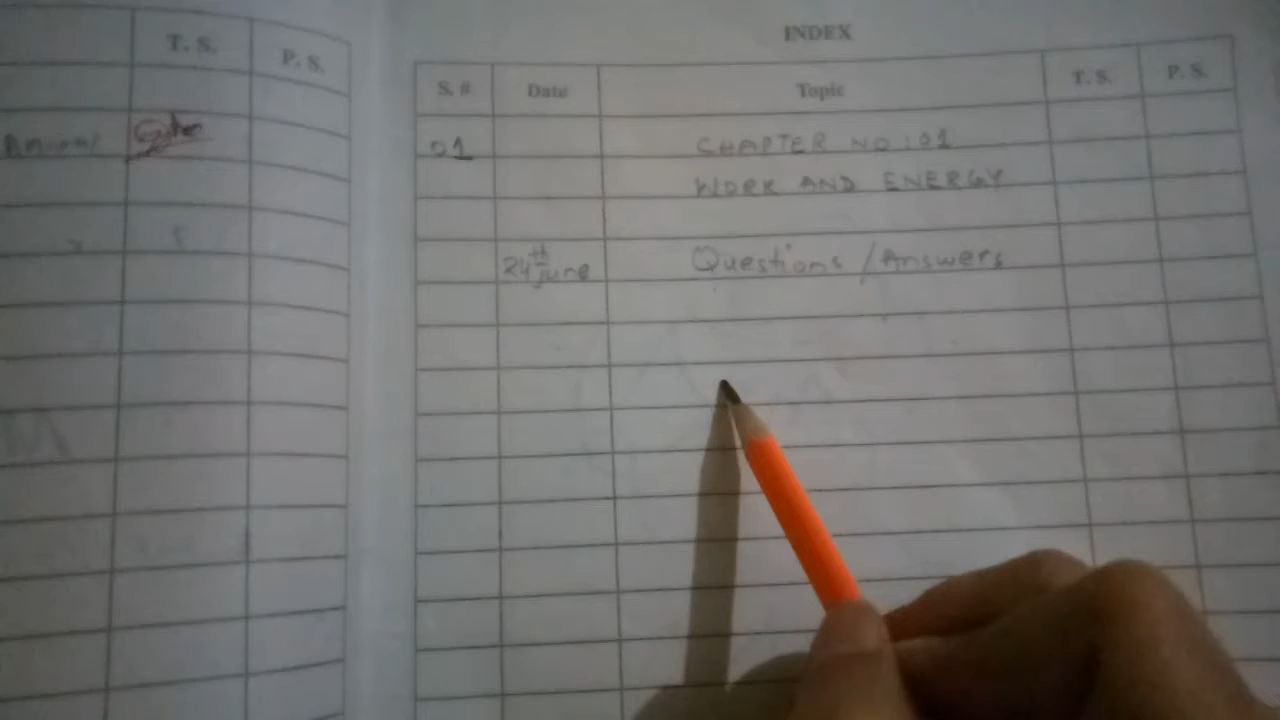 T. S. P. S.
INDEX
S. # Date Topic T. S. P. S.
01 CHAPTER NO:01
WORK AND ENERGY
24th june Questions /Answers